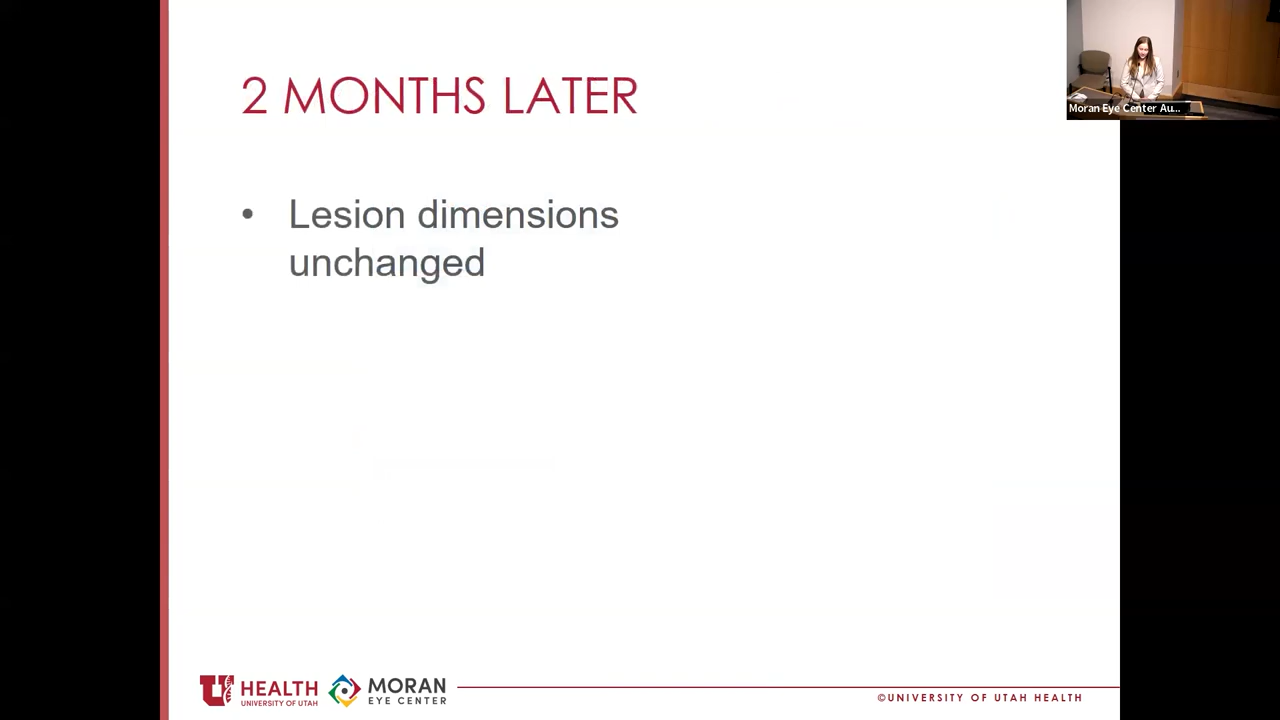 2 MONTHS LATER
Moran Eye Center Au...
• Lesion dimensions
unchanged
U HEALTH
UNIVERSITY OF UTAH
MORAN
EYE CENTER
©UNIVERSITY OF UTAH HEALTH